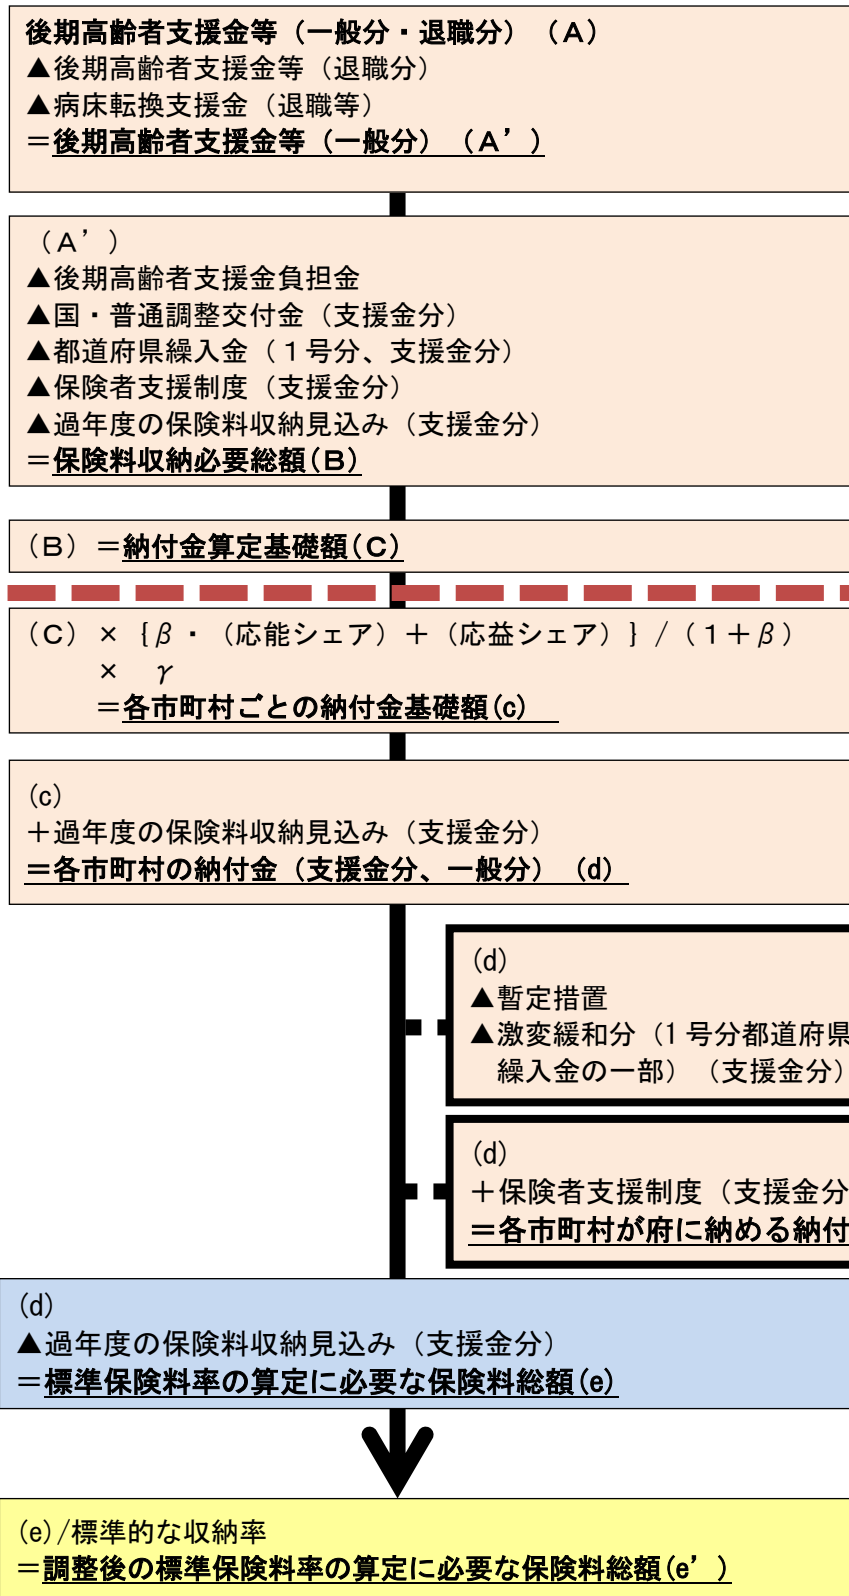 後期高齢者支援金等（一般分・退職分）（Ａ）
▲後期高齢者支援金等（退職分）
▲病床転換支援金（退職等）
＝後期高齢者支援金等（一般分）（Ａ’）
（Ａ’）
▲後期高齢者支援金負担金
▲国・普通調整交付金（支援金分）
▲都道府県繰入金（１号分、支援金分）
▲保険者支援制度（支援金分）
▲過年度の保険料収納見込み（支援金分）
＝保険料収納必要総額(Ｂ)
（Ｂ）＝納付金算定基礎額(Ｃ)
（Ｃ）×｛β・（応能シェア）＋（応益シェア）｝/（１＋β）
×　γ
＝各市町村ごとの納付金基礎額(c)
(c)
＋過年度の保険料収納見込み（支援金分）
＝各市町村の納付金（支援金分、一般分）(d)
(d)
▲暫定措置
▲激変緩和分（1号分都道府県
繰入金の一部）（支援金分）
(d)
＋保険者支援制度（支援金分
＝各市町村が府に納める納付
(d)
▲過年度の保険料収納見込み（支援金分）
＝標準保険料率の算定に必要な保険料総額(e)
(e)/標準的な収納率
＝調整後の標準保険料率の算定に必要な保険料総額(e’)